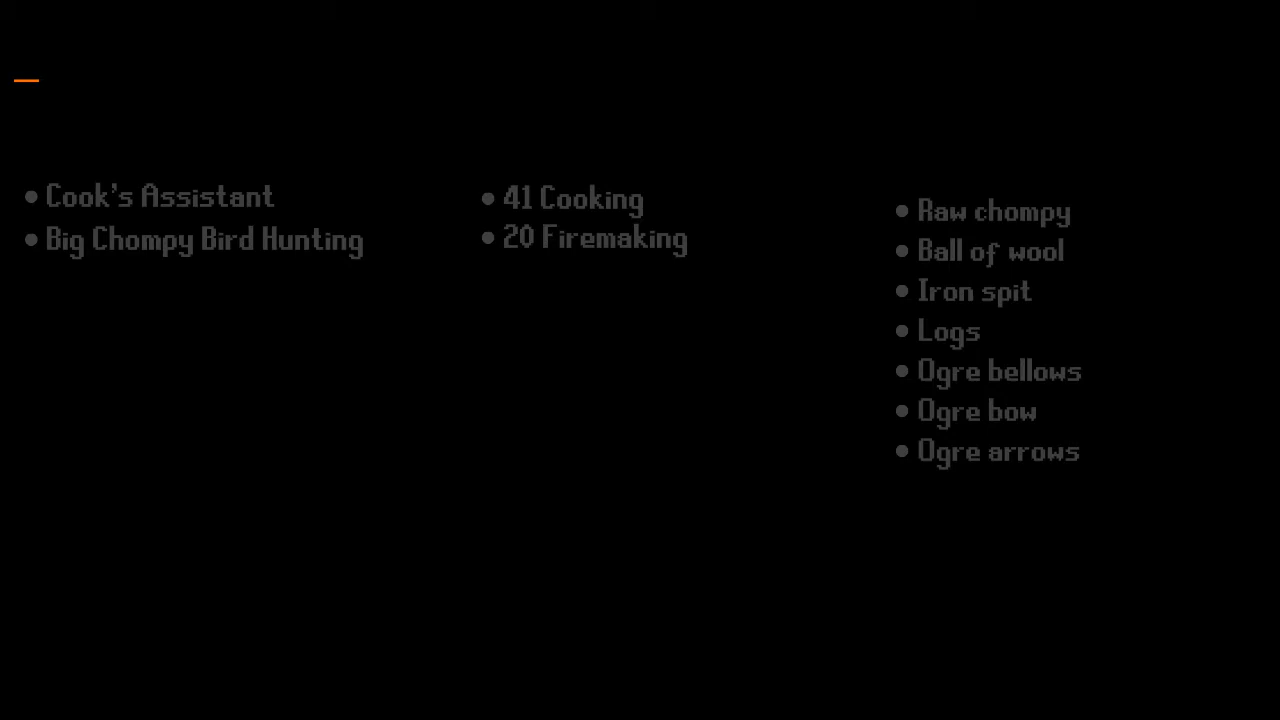 • Cook's Assistant
• Big Chompy Bird Hunting
• 41 Cooking
• 20 Firemaking
• Raw chompy
• Ball of wool
• Iron spit
• Logs
• Ogre bellows
• Ogre bow
• Ogre arrows